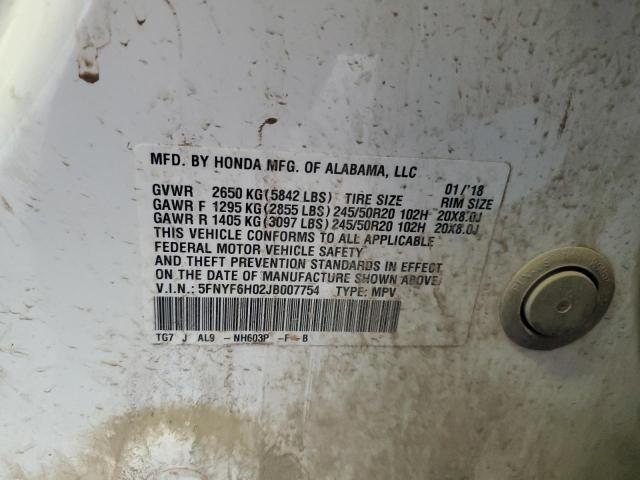 MFD. BY HONDA MFG. OF ALABAMA, LLC 01/'18
GVWR 2650 KG(5842 LBS) TIRE SIZE RIM SIZE
GAWR F 1295 KG(2855 LBS) 245/50R20 102H 20X8.0J
GAWR R 1405 KG(3097 LBS) 245/50R20 102H 20X8.0J
THIS VEHICLE CONFORMS TO ALL APPLICABLE
FEDERAL MOTOR VEHICLE SAFETY
AND THEFT PREVENTION STANDARDS IN EFFECT
ON THE DATE OF MANUFACTURE SHOWN ABOVE.
V.I.N.: 5FNYF6H02JB007754 TYPE: MPV
TG7 J AL9 -NH603P -F -B